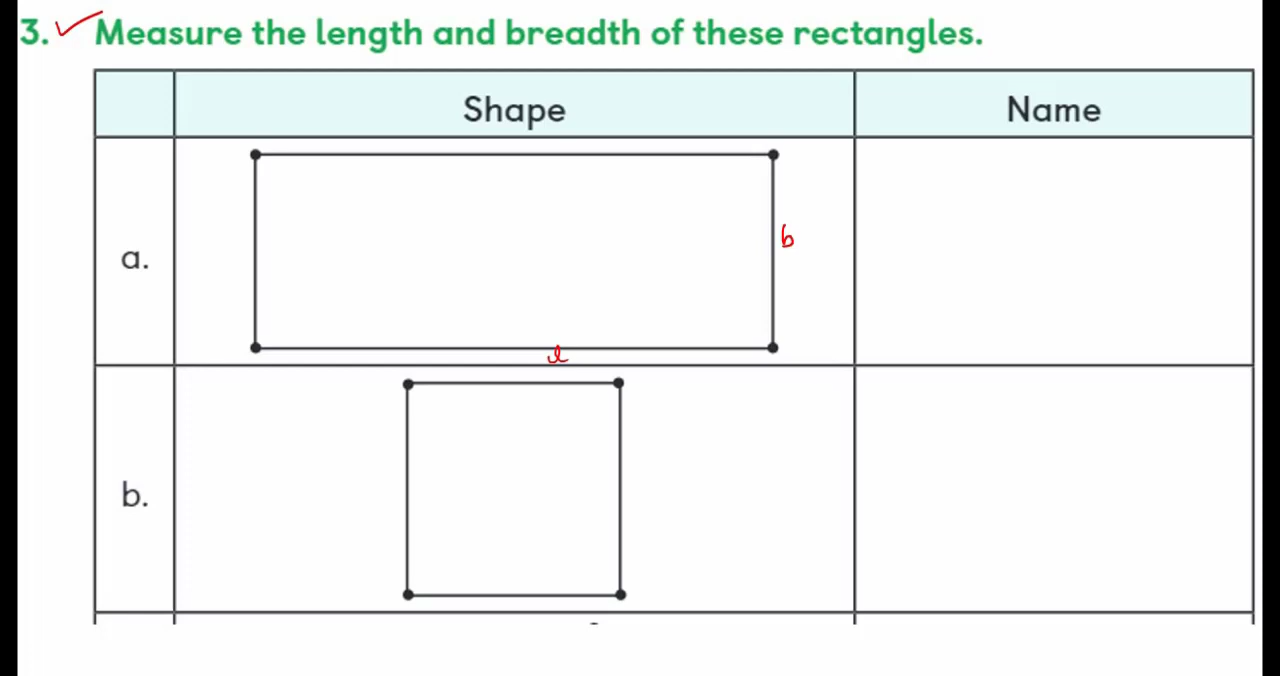 3. Measure the length and breadth of these rectangles.
Shape Name
a.
b
l
b.